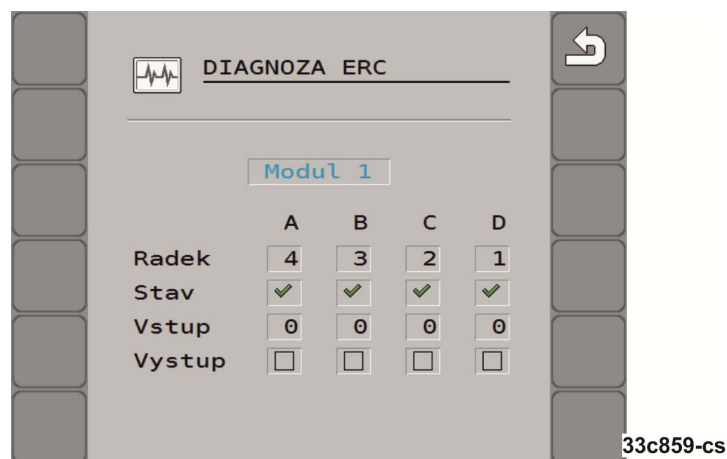 DIAGNOZA ERC
Modul 1
A B C D
Radek 4 3 2 1
Stav
Vstup 0 0 0 0
Vystup
33c859-cs